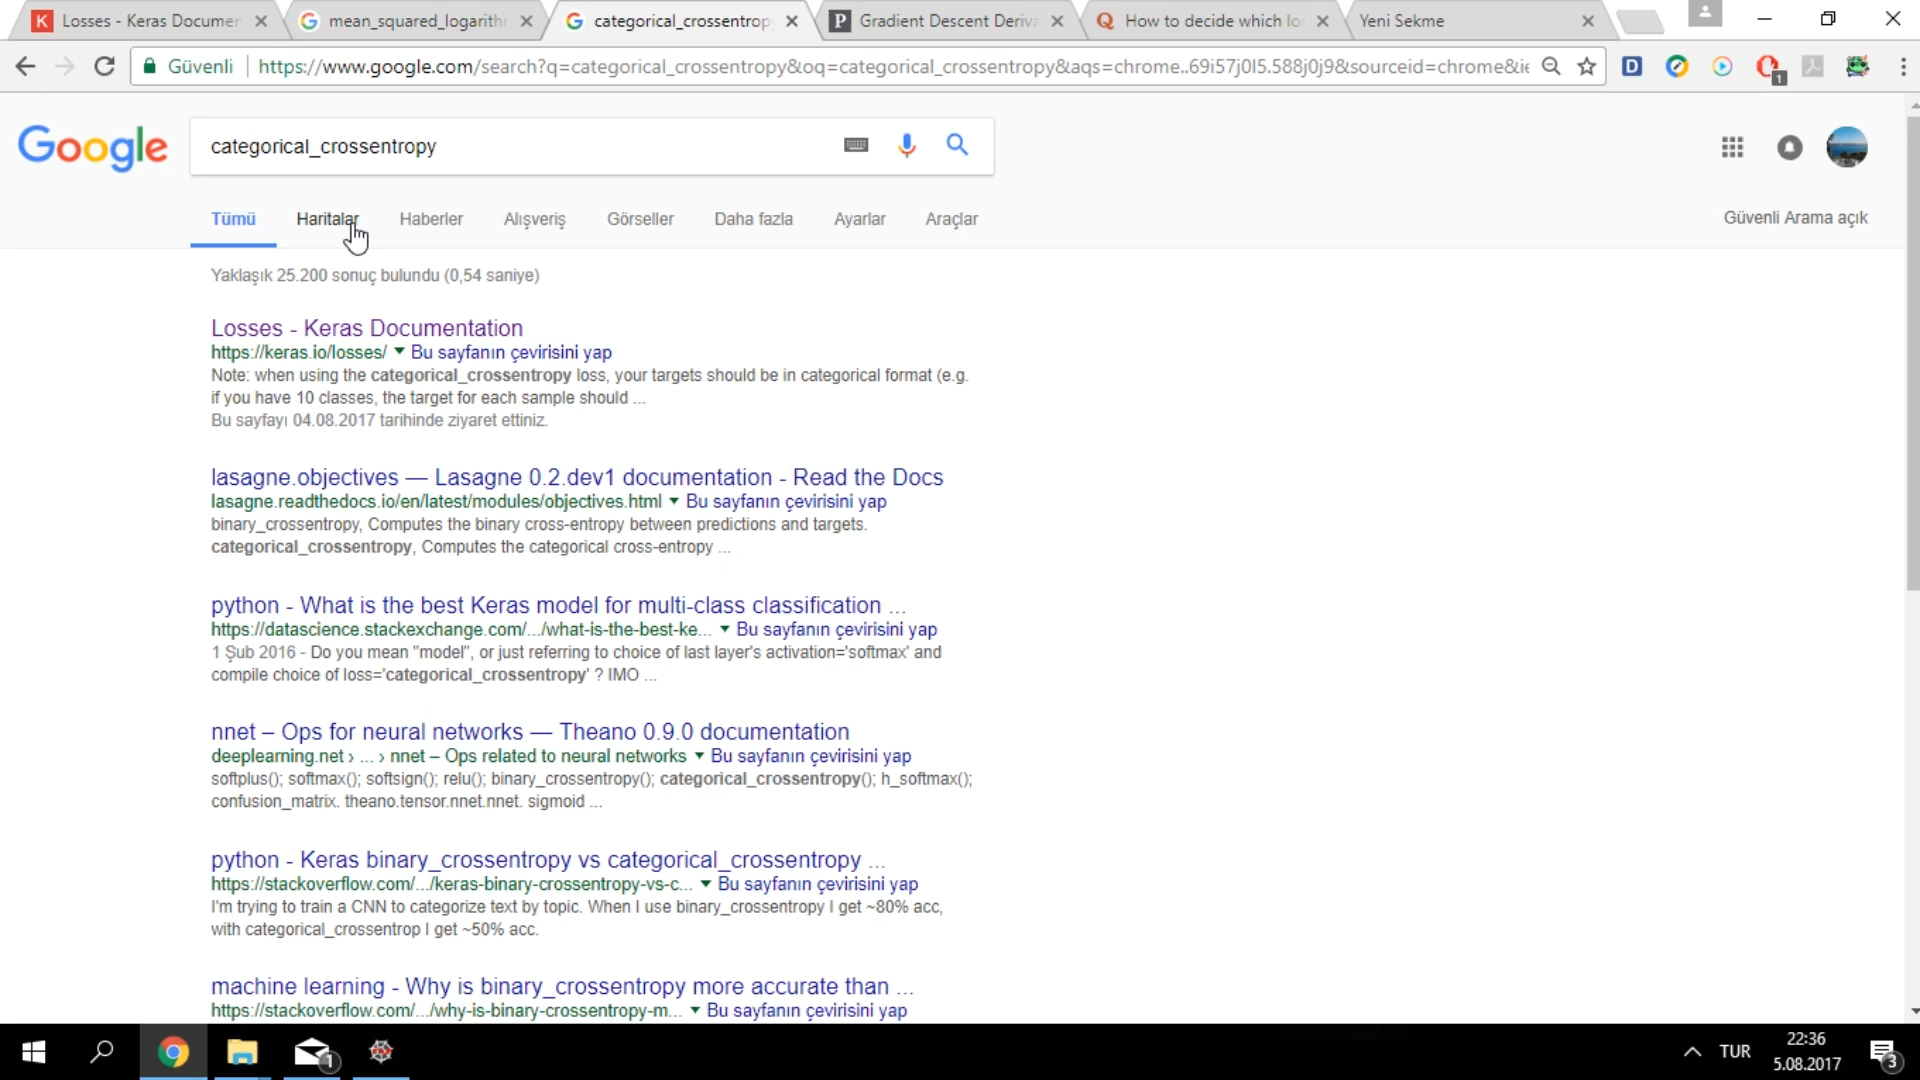 Losses - Keras Documen
mean_squared_logarith
categorical_crossentrop
Gradient Descent Deriva
How to decide which lo
Yeni Sekme
Güvenli
https://www.google.com/search?q=categorical_crossentropy&oq=categorical_crossentropy&aqs=chrome..69i57j0l5.588j0j9&sourceid=chrome&ie
1
Google
categorical_crossentropy
Tümü Haritalar Haberler Alışveriş Görseller Daha fazla Ayarlar Araçlar
Güvenli Arama açık
Yaklaşık 25.200 sonuç bulundu (0,54 saniye)
Losses - Keras Documentation
https://keras.io/losses/ ▼ Bu sayfanın çevirisini yap
Note: when using the categorical_crossentropy loss, your targets should be in categorical format (e.g.
if you have 10 classes, the target for each sample should ...
Bu sayfayı 04.08.2017 tarihinde ziyaret ettiniz.
lasagne.objectives — Lasagne 0.2.dev1 documentation - Read the Docs
lasagne.readthedocs.io/en/latest/modules/objectives.html ▼ Bu sayfanın çevirisini yap
binary_crossentropy, Computes the binary cross-entropy between predictions and targets.
categorical_crossentropy, Computes the categorical cross-entropy ...
python - What is the best Keras model for multi-class classification ...
https://datascience.stackexchange.com/.../what-is-the-best-ke... ▼ Bu sayfanın çevirisini yap
1 Şub 2016 - Do you mean "model", or just referring to choice of last layer's activation='softmax' and
compile choice of loss='categorical_crossentropy' ? IMO ...
nnet – Ops for neural networks — Theano 0.9.0 documentation
deeplearning.net › ... › nnet – Ops related to neural networks ▼ Bu sayfanın çevirisini yap
softplus(); softmax(); softsign(); relu(); binary_crossentropy(); categorical_crossentropy(); h_softmax();
confusion_matrix. theano.tensor.nnet.nnet. sigmoid ...
python - Keras binary_crossentropy vs categorical_crossentropy ...
https://stackoverflow.com/.../keras-binary-crossentropy-vs-c... ▼ Bu sayfanın çevirisini yap
I'm trying to train a CNN to categorize text by topic. When I use binary_crossentropy I get ~80% acc,
with categorical_crossentrop I get ~50% acc.
machine learning - Why is binary_crossentropy more accurate than ...
https://stackoverflow.com/.../why-is-binary-crossentropy-m... ▼ Bu sayfanın çevirisini yap
1
TUR
22:36
5.08.2017
3